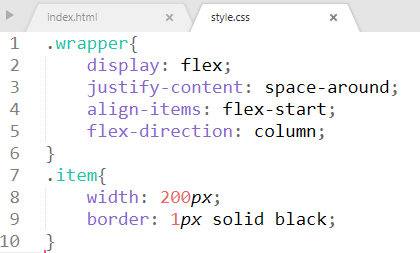 index.html × style.css ×
1 .wrapper{
2 display: flex;
3 justify-content: space-around;
4 align-items: flex-start;
5 flex-direction: column;
6 }
7 .item{
8 width: 200px;
9 border: 1px solid black;
10 }